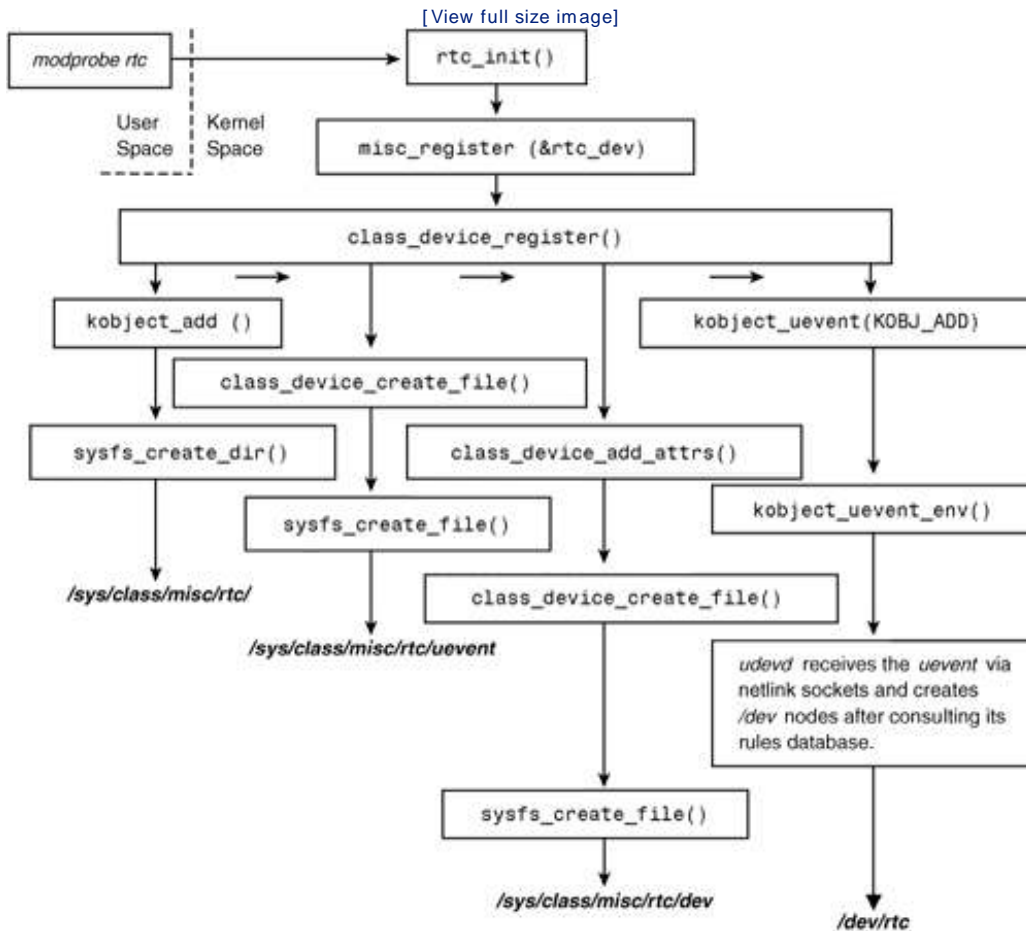 [View full size image]
modprobe rtc
rtc_init()
User
Space
Kernel
Space
misc_register (&rtc_dev)
class_device_register()
kobject_add ()
kobject_uevent(KOBJ_ADD)
class_device_create_file()
sysfs_create_dir()
class_device_add_attrs()
sysfs_create_file()
kobject_uevent_env()
/sys/class/misc/rtc/
class_device_create_file()
/sys/class/misc/rtc/uevent
udevd receives the uevent via
netlink sockets and creates
/dev nodes after consulting its
rules database.
sysfs_create_file()
/sys/class/misc/rtc/dev
/dev/rtc